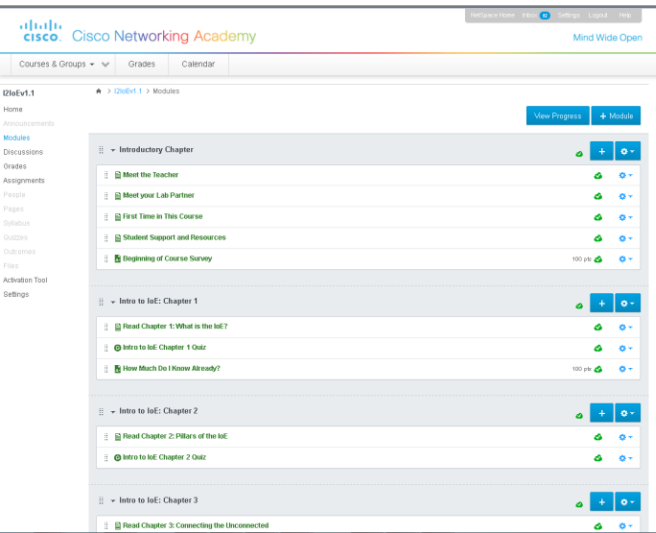 NetSpace Home Inbox Settings Logout Help
cisco. Cisco Networking Academy
Mind Wide Open
Courses & Groups Grades Calendar
I2IoEv1.1
Home
Announcements
Modules
Discussions
Grades
Assignments
People
Pages
Syllabus
Quizzes
Outcomes
Files
Activation Tool
Settings
I2IoEv1.1 > Modules
View Progress + Module
Introductory Chapter
Meet the Teacher
Meet your Lab Partner
First Time in This Course
Student Support and Resources
Beginning of Course Survey 100 pts
Intro to IoE: Chapter 1
Read Chapter 1: What is the IoE?
Intro to IoE Chapter 1 Quiz
How Much Do I Know Already? 100 pts
Intro to IoE: Chapter 2
Read Chapter 2: Pillars of the IoE
Intro to IoE Chapter 2 Quiz
Intro to IoE: Chapter 3
Read Chapter 3: Connecting the Unconnected